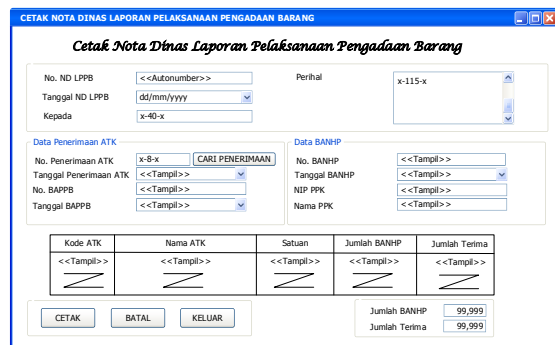 CETAK NOTA DINAS LAPORAN PELAKSANAAN PENGADAAN BARANG
Cetak Nota Dinas Laporan Pelaksanaan Pengadaan Barang
No. ND LPPB <<Autonumber>> Perihal x-115-x
Tanggal ND LPPB dd/mm/yyyy
Kepada x-40-x
Data Penerimaan ATK Data BANHP
No. Penerimaan ATK x-8-x CARI PENERIMAAN No. BANHP <<Tampil>>
Tanggal Penerimaan ATK <<Tampil>> Tanggal BANHP <<Tampil>>
No. BAPPB <<Tampil>> NIP PPK <<Tampil>>
Tanggal BAPPB <<Tampil>> Nama PPK <<Tampil>>
Kode ATK Nama ATK Satuan Jumlah BANHP Jumlah Terima
<<Tampil>> <<Tampil>> <<Tampil>> <<Tampil>> <<Tampil>>
CETAK BATAL KELUAR Jumlah BANHP 99,999
Jumlah Terima 99,999